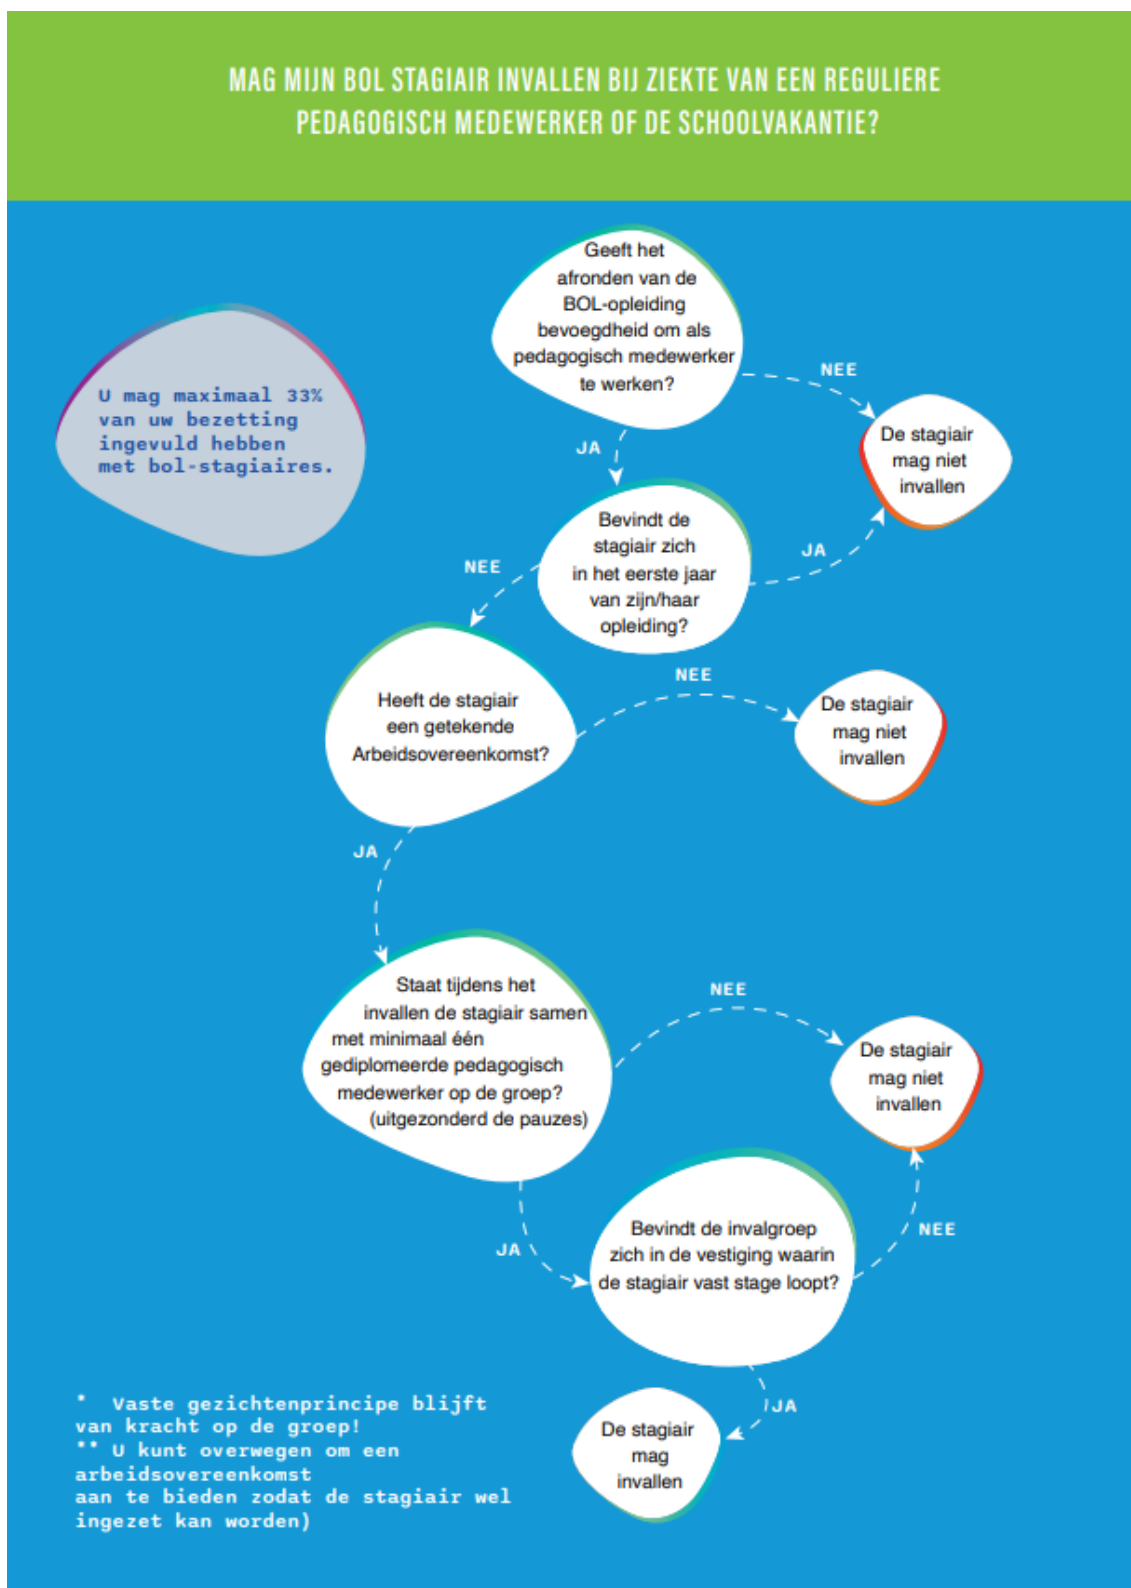 MAG MIJN BOL STAGIAIR INVALLEN BIJ ZIEKTE VAN EEN REGULIERE
PEDAGOGISCH MEDEWERKER OF DE SCHOOLVAKANTIE?
Geeft het
afronden van de
BOL-opleiding
bevoegdheid om als
pedagogisch medewerker
te werken?
NEE
U mag maximaal 33%
van uw bezetting
ingevuld hebben
met bol-stagiaires.
De stagiair
mag niet
invallen
JA
Bevindt de
stagiair zich
in het eerste jaar
van zijn/haar
opleiding?
JA
NEE
Heeft de stagiair
een getekende
Arbeidsovereenkomst?
NEE
De stagiair
mag niet
invallen
JA
Staat tijdens het
invallen de stagiair samen
met minimaal één
gediplomeerde pedagogisch
medewerker op de groep?
(uitgezonderd de pauzes)
NEE
De stagiair
mag niet
invallen
JA
Bevindt de invalgroep
zich in de vestiging waarin
de stagiair vast stage loopt?
NEE
JA
De stagiair
mag
invallen
* Vaste gezichtenprincipe blijft
van kracht op de groep!
** U kunt overwegen om een
arbeidsovereenkomst
aan te bieden zodat de stagiair wel
ingezet kan worden)